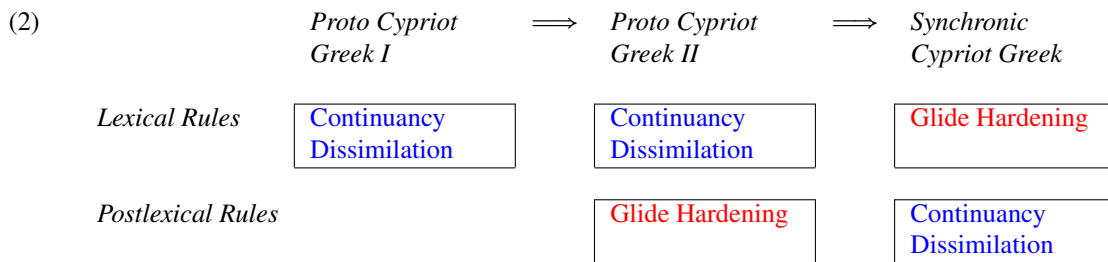 (2) Proto Cypriot ⟹ Proto Cypriot ⟹ Synchronic
Greek I Greek II Cypriot Greek
Lexical Rules Continuancy Continuancy Glide Hardening
Dissimilation Dissimilation
Postlexical Rules Glide Hardening Continuancy
Dissimilation